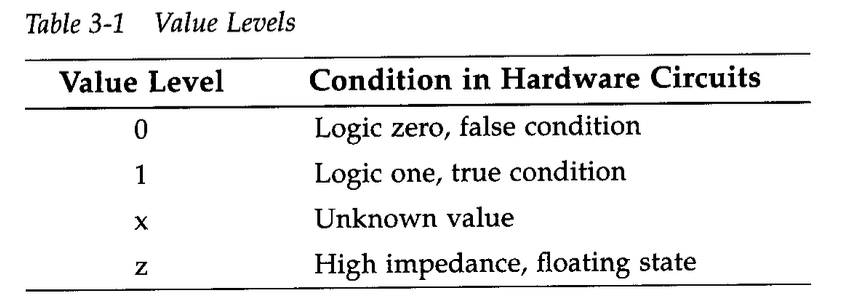 Table 3-1 Value Levels
Value Level Condition in Hardware Circuits
0 Logic zero, false condition
1 Logic one, true condition
x Unknown value
z High impedance, floating state